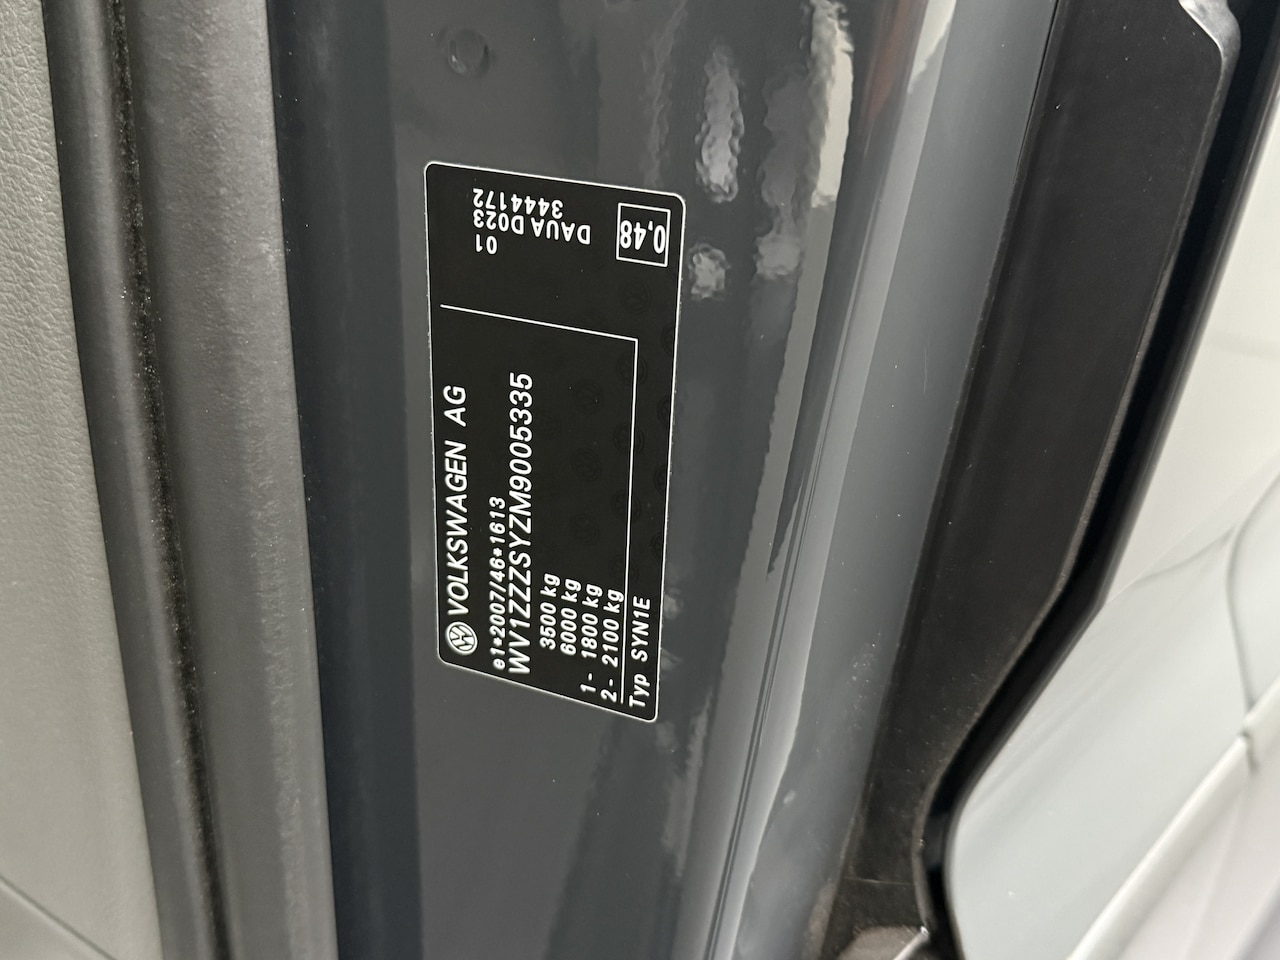 VOLKSWAGEN AG
e1*2007/46*1613
WV1ZZZSYZM9005335
3500 kg
6000 kg
1- 1800 kg
2- 2100 kg
Typ SYN1E
01
DAUA D023
3444172
0,48